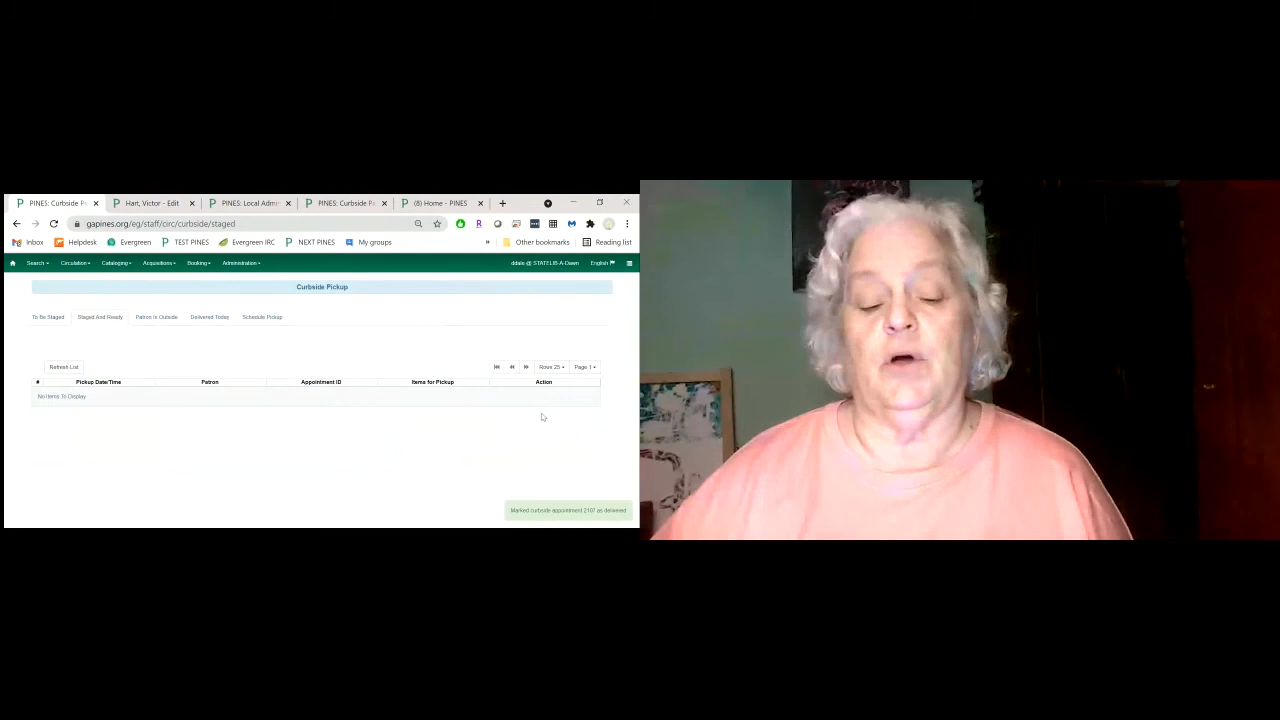 PINES: Curbside P
Hart, Victor - Edit
PINES: Local Admi
PINES: Curbside P
(8) Home - PINES
gapines.org/eg/staff/circ/curbside/staged
Inbox
Helpdesk
Evergreen
TEST PINES
Evergreen IRC
NEXT PINES
My groups
»
Other bookmarks
Reading list
Search
Circulation
Cataloging
Acquisitions
Booking
Administration
ddale @ STATELIB-A-Dawn
English
Curbside Pickup
To Be Staged
Staged And Ready
Patron Is Outside
Delivered Today
Schedule Pickup
Refresh List
Rows 25
Page 1
# Pickup Date/Time Patron Appointment ID Items for Pickup Action
No Items To Display
Marked curbside appointment 2107 as delivered